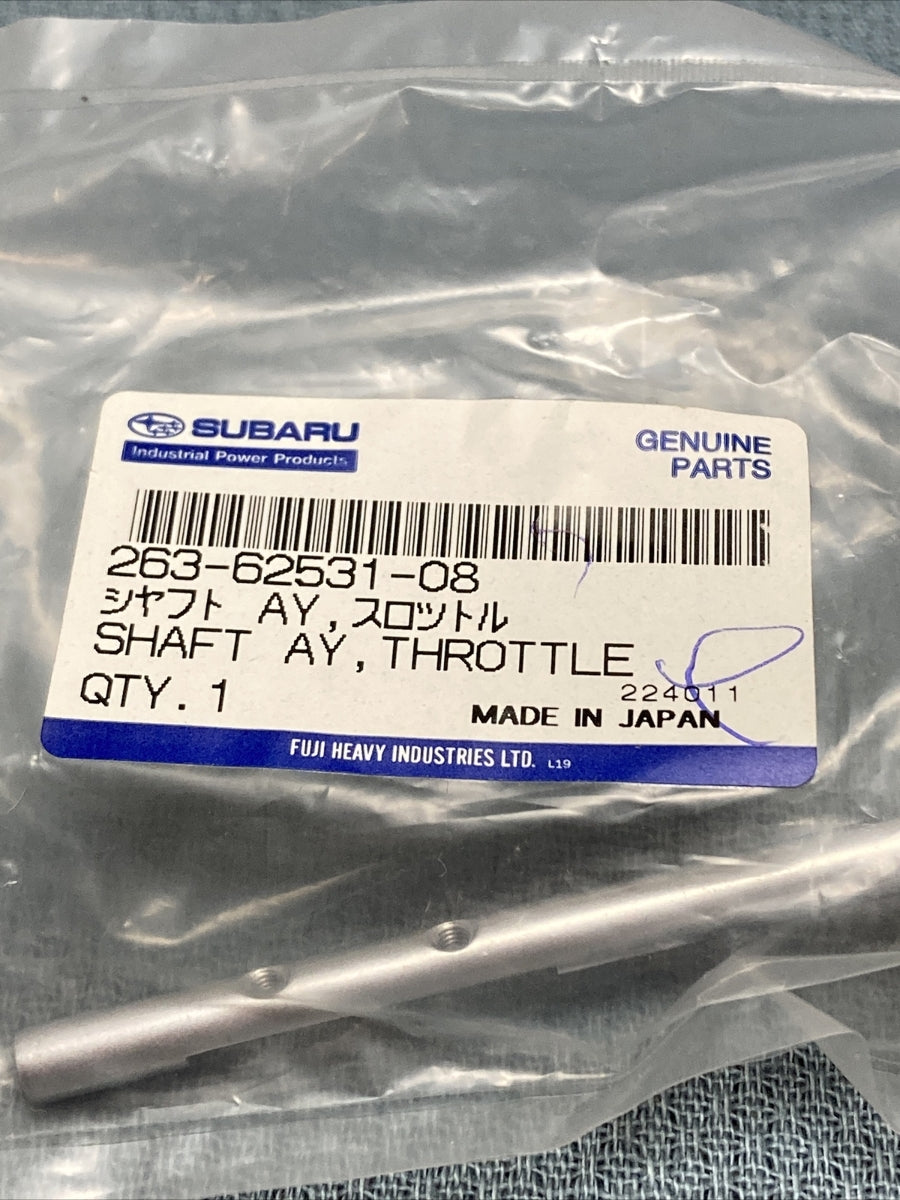 SUBARU
Industrial Power Products
GENUINE
PARTS
263-62531-08
シャフト AY,スロットル
SHAFT AY,THROTTLE
QTY.1
224011
MADE IN JAPAN
FUJI HEAVY INDUSTRIES LTD. L19